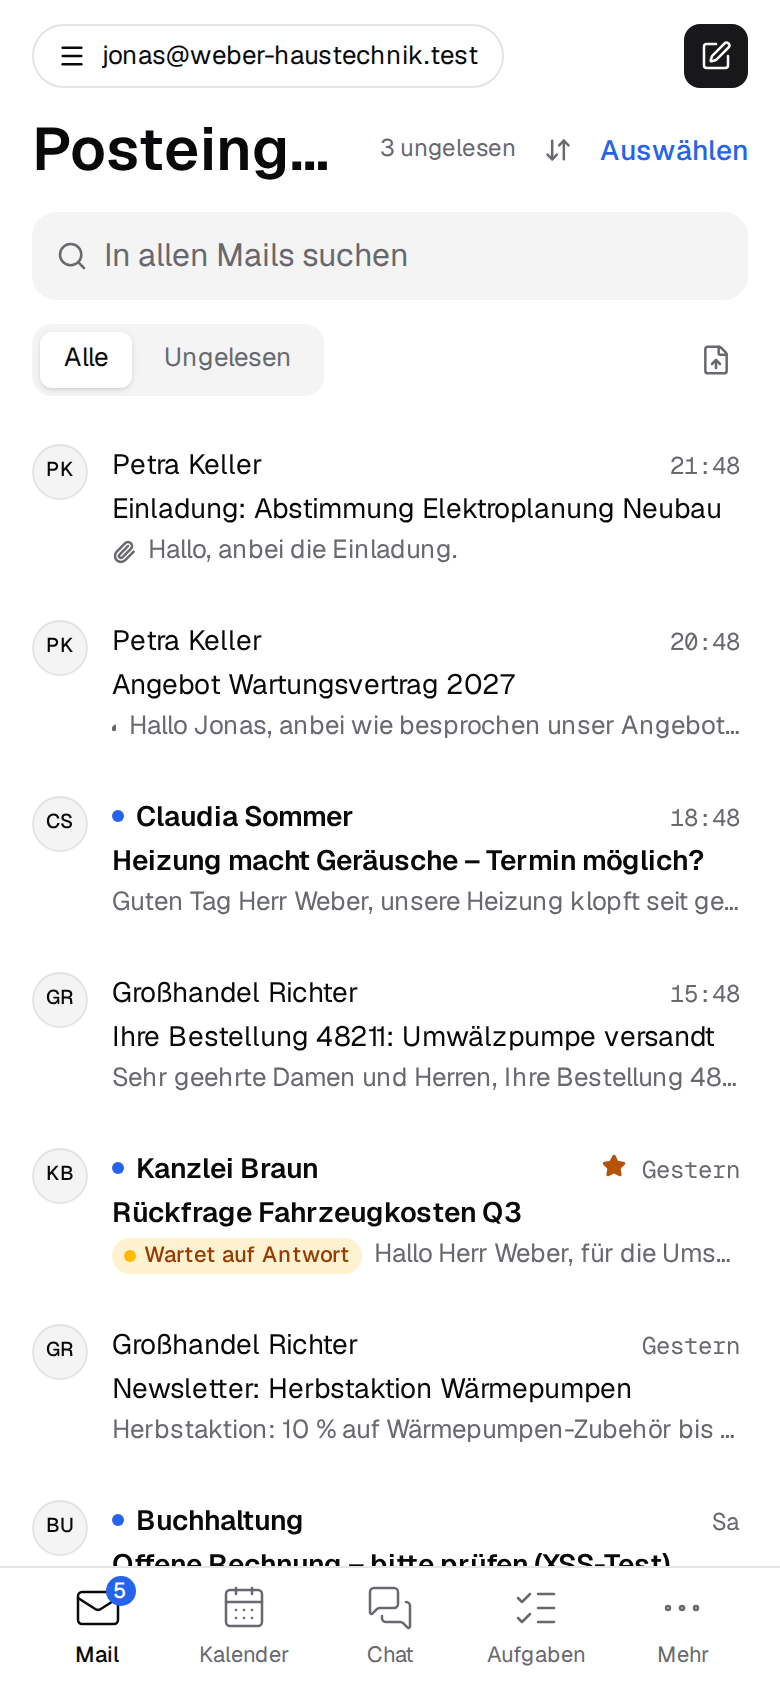 jonas@weber-haustechnik.test
Posteing…
3 ungelesen
Auswählen
In allen Mails suchen
Alle
Ungelesen
PK
Petra Keller
21:48
Einladung: Abstimmung Elektroplanung Neubau
Hallo, anbei die Einladung.
PK
Petra Keller
20:48
Angebot Wartungsvertrag 2027
Hallo Jonas, anbei wie besprochen unser Angebot…
CS
Claudia Sommer
18:48
Heizung macht Geräusche – Termin möglich?
Guten Tag Herr Weber, unsere Heizung klopft seit ge…
GR
Großhandel Richter
15:48
Ihre Bestellung 48211: Umwälzpumpe versandt
Sehr geehrte Damen und Herren, Ihre Bestellung 48…
KB
Kanzlei Braun
Gestern
Rückfrage Fahrzeugkosten Q3
Wartet auf Antwort
Hallo Herr Weber, für die Ums…
GR
Großhandel Richter
Gestern
Newsletter: Herbstaktion Wärmepumpen
Herbstaktion: 10 % auf Wärmepumpen-Zubehör bis …
BU
Buchhaltung
Sa
Offene Rechnung – bitte prüfen (XSS-Test)
5
Mail
Kalender
Chat
Aufgaben
Mehr